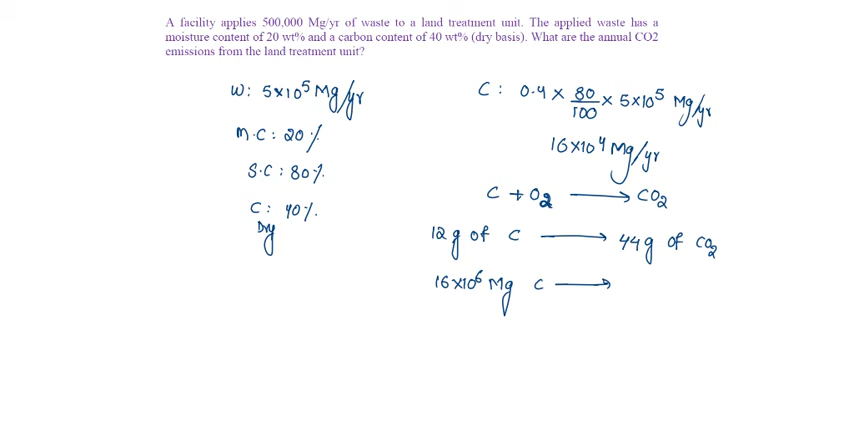 A facility applies 500,000 Mg/yr of waste to a land treatment unit. The applied waste has a
moisture content of 20 wt% and a carbon content of 40 wt% (dry basis). What are the annual CO2
emissions from the land treatment unit?
W: 5×10⁵ Mg/yr
M.C: 20%
S.C: 80%
C: 40%
Dry
C: 0.4 × 80/100 × 5×10⁵ Mg/yr
16×10⁴ Mg/yr
C + O₂ → CO₂
12g of C → 44g of CO₂
16×10⁶ Mg C →